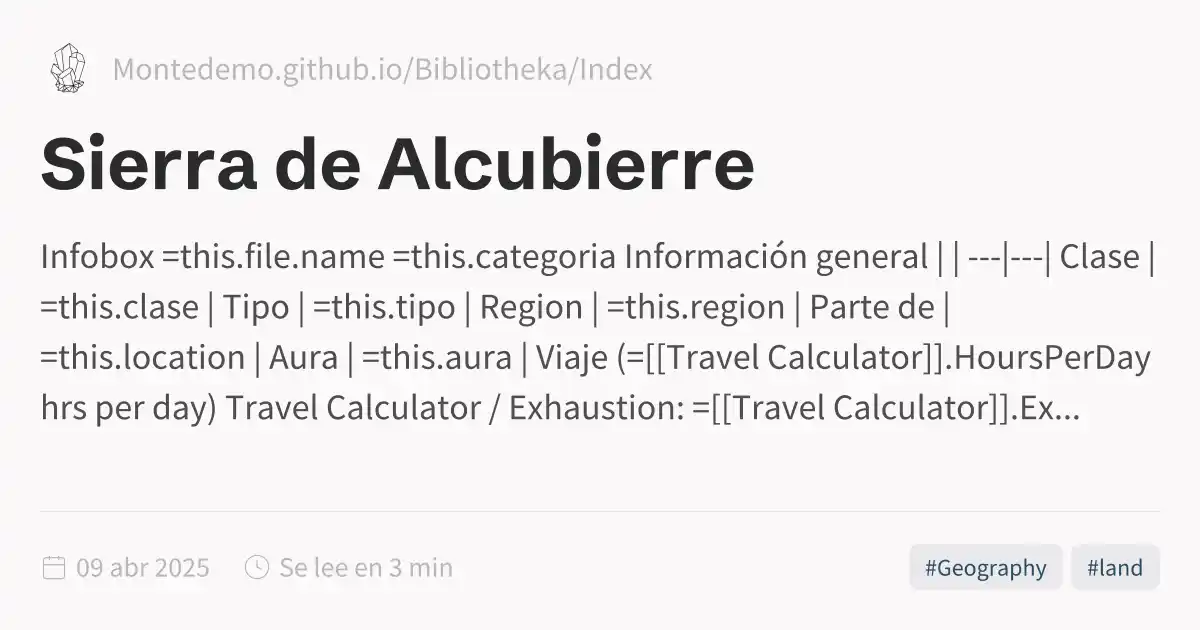 Montedemo.github.io/Bibliotheka/Index
Sierra de Alcubierre
Infobox =this.file.name =this.categoria Información general | | ---|---| Clase |
=this.clase | Tipo | =this.tipo | Region | =this.region | Parte de |
=this.location | Aura | =this.aura | Viaje (=[[Travel Calculator]].HoursPerDay
hrs per day) Travel Calculator / Exhaustion: =[[Travel Calculator]].Ex...
09 abr 2025 Se lee en 3 min #Geography #land